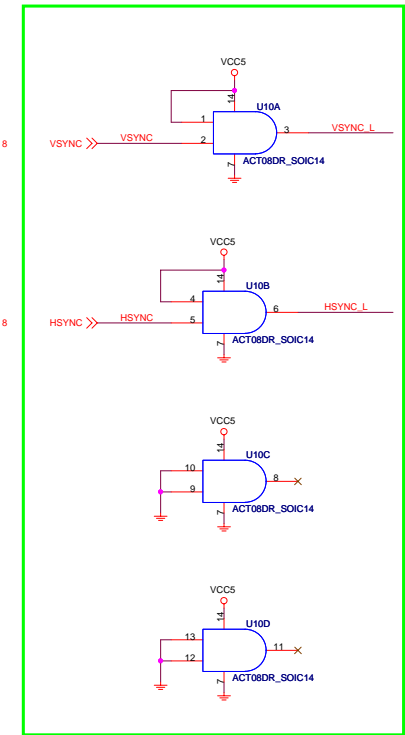 VCC5
14
U10A
1
3
VSYNC_L
8
VSYNC
VSYNC
2
7
ACT08DR_SOIC14
VCC5
14
U10B
4
6
HSYNC_L
8
HSYNC
HSYNC
5
7
ACT08DR_SOIC14
VCC5
14
U10C
10
8
9
7
ACT08DR_SOIC14
VCC5
14
U10D
13
11
12
7
ACT08DR_SOIC14